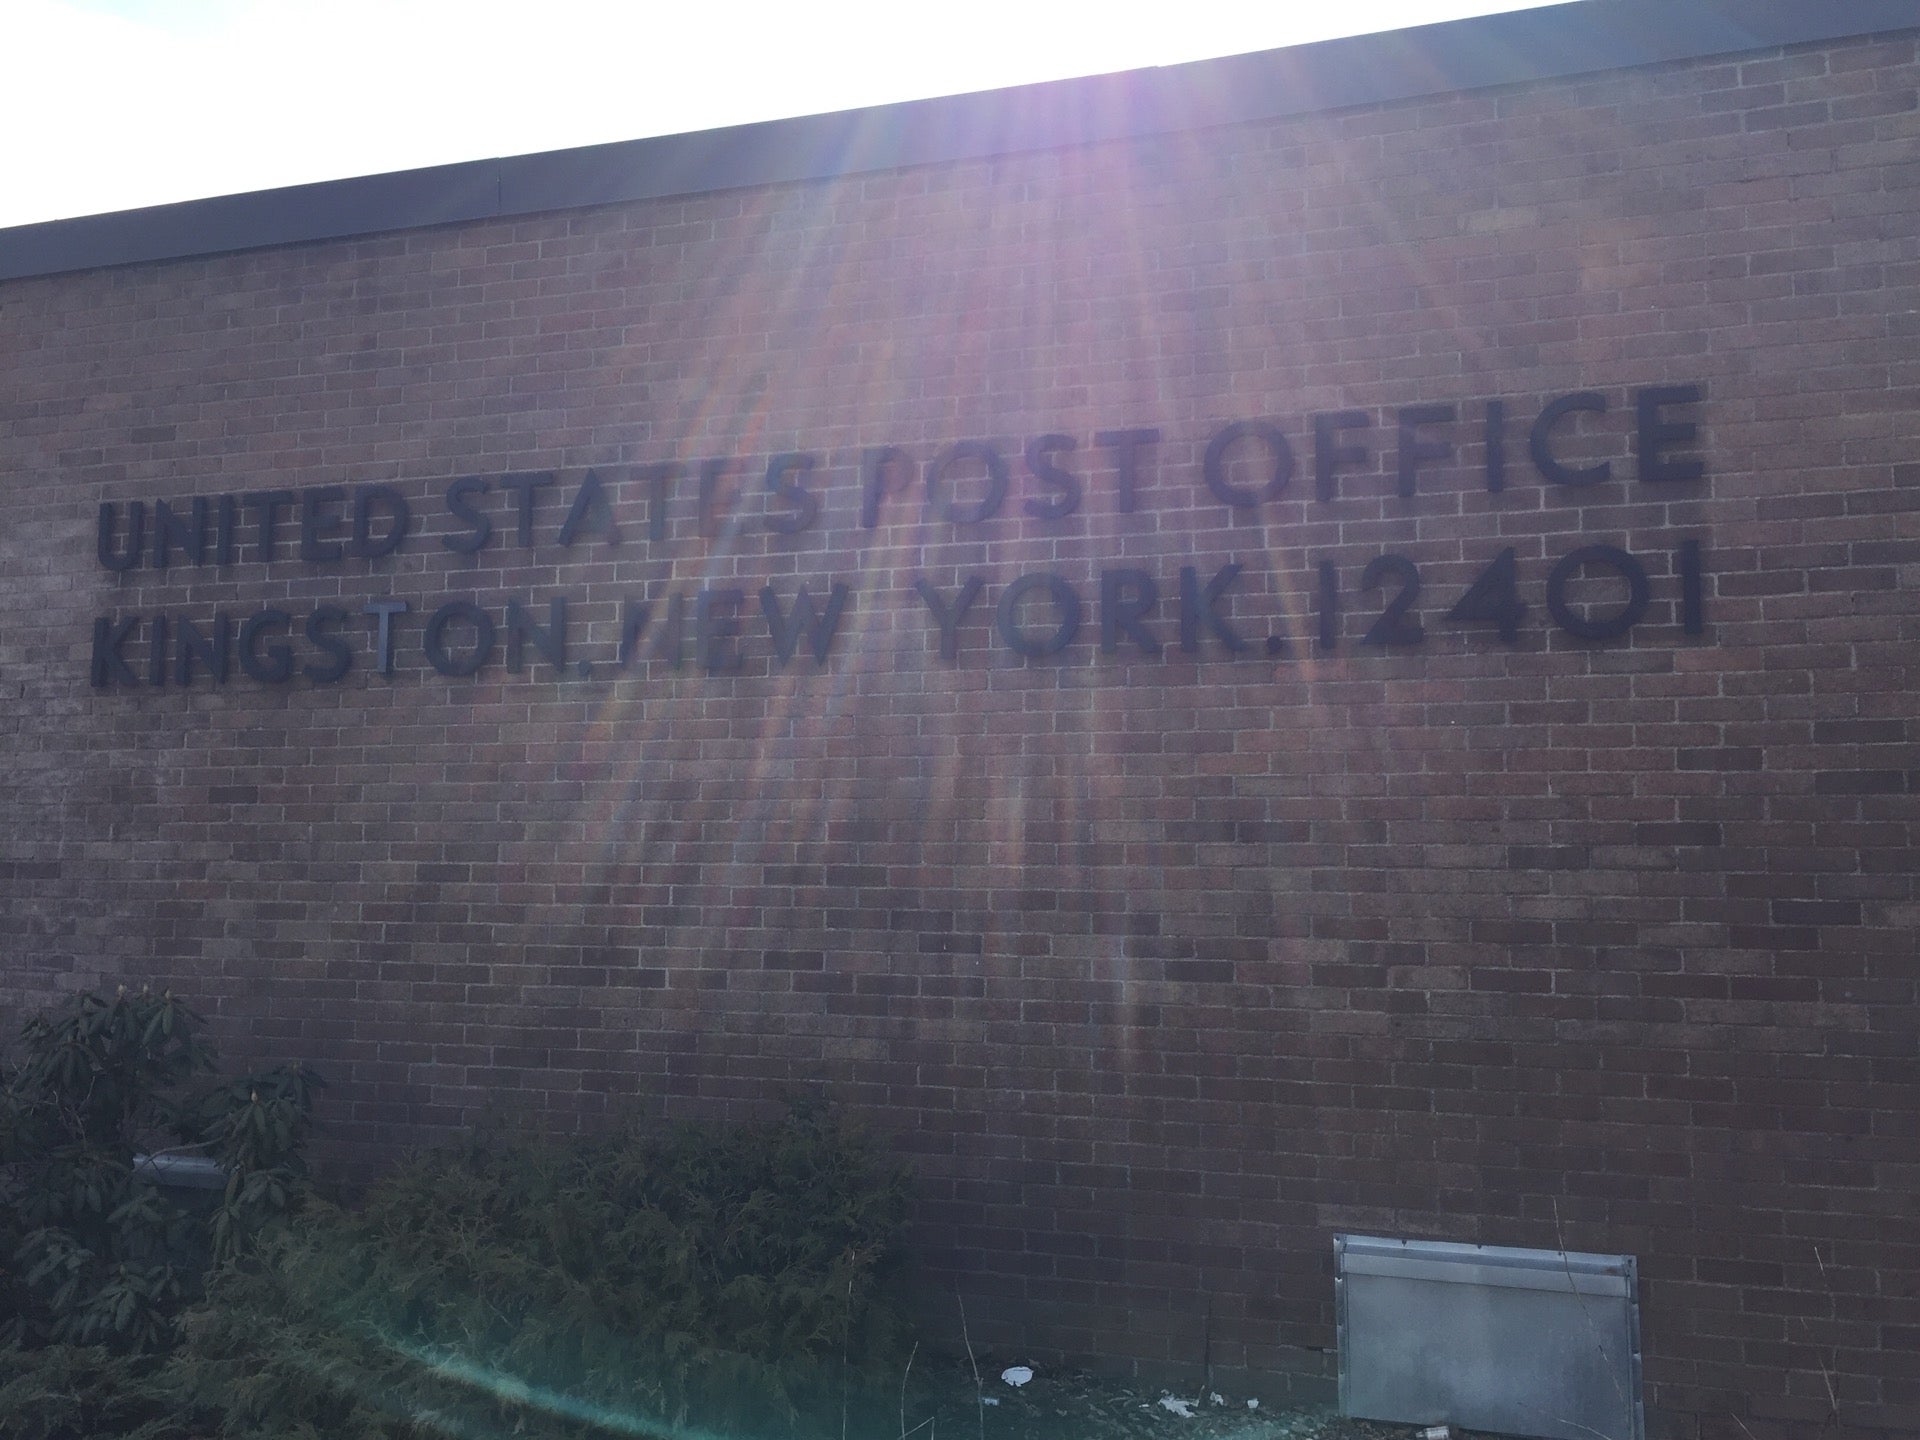 UNITED STATES POST OFFICE
KINGSTON, NEW YORK. 12401